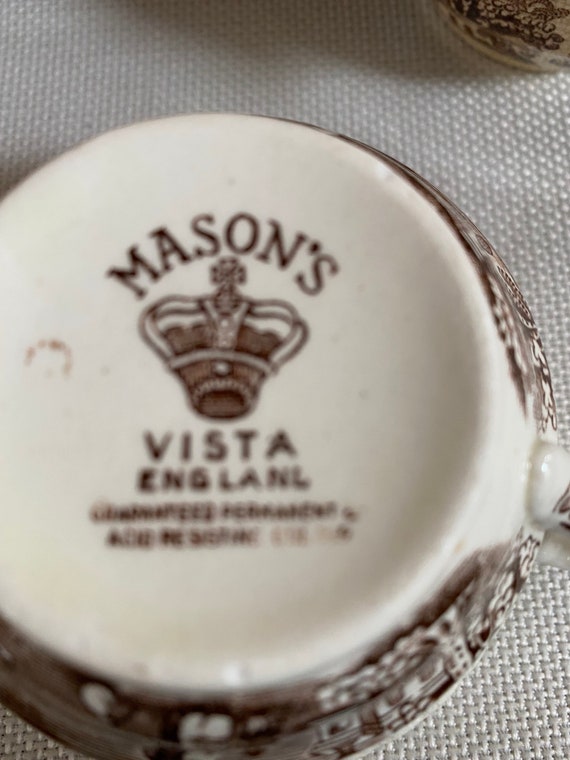 MASON'S
VISTA
ENGLANL
GUARANTEED PERMANENT &
ACID RESISTING